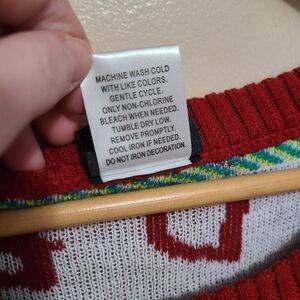 MACHINE WASH COLD
WITH LIKE COLORS.
GENTLE CYCLE.
ONLY NON-CHLORINE
BLEACH WHEN NEEDED.
TUMBLE DRY LOW.
REMOVE PROMPTLY.
COOL IRON IF NEEDED.
DO NOT IRON DECORATION.